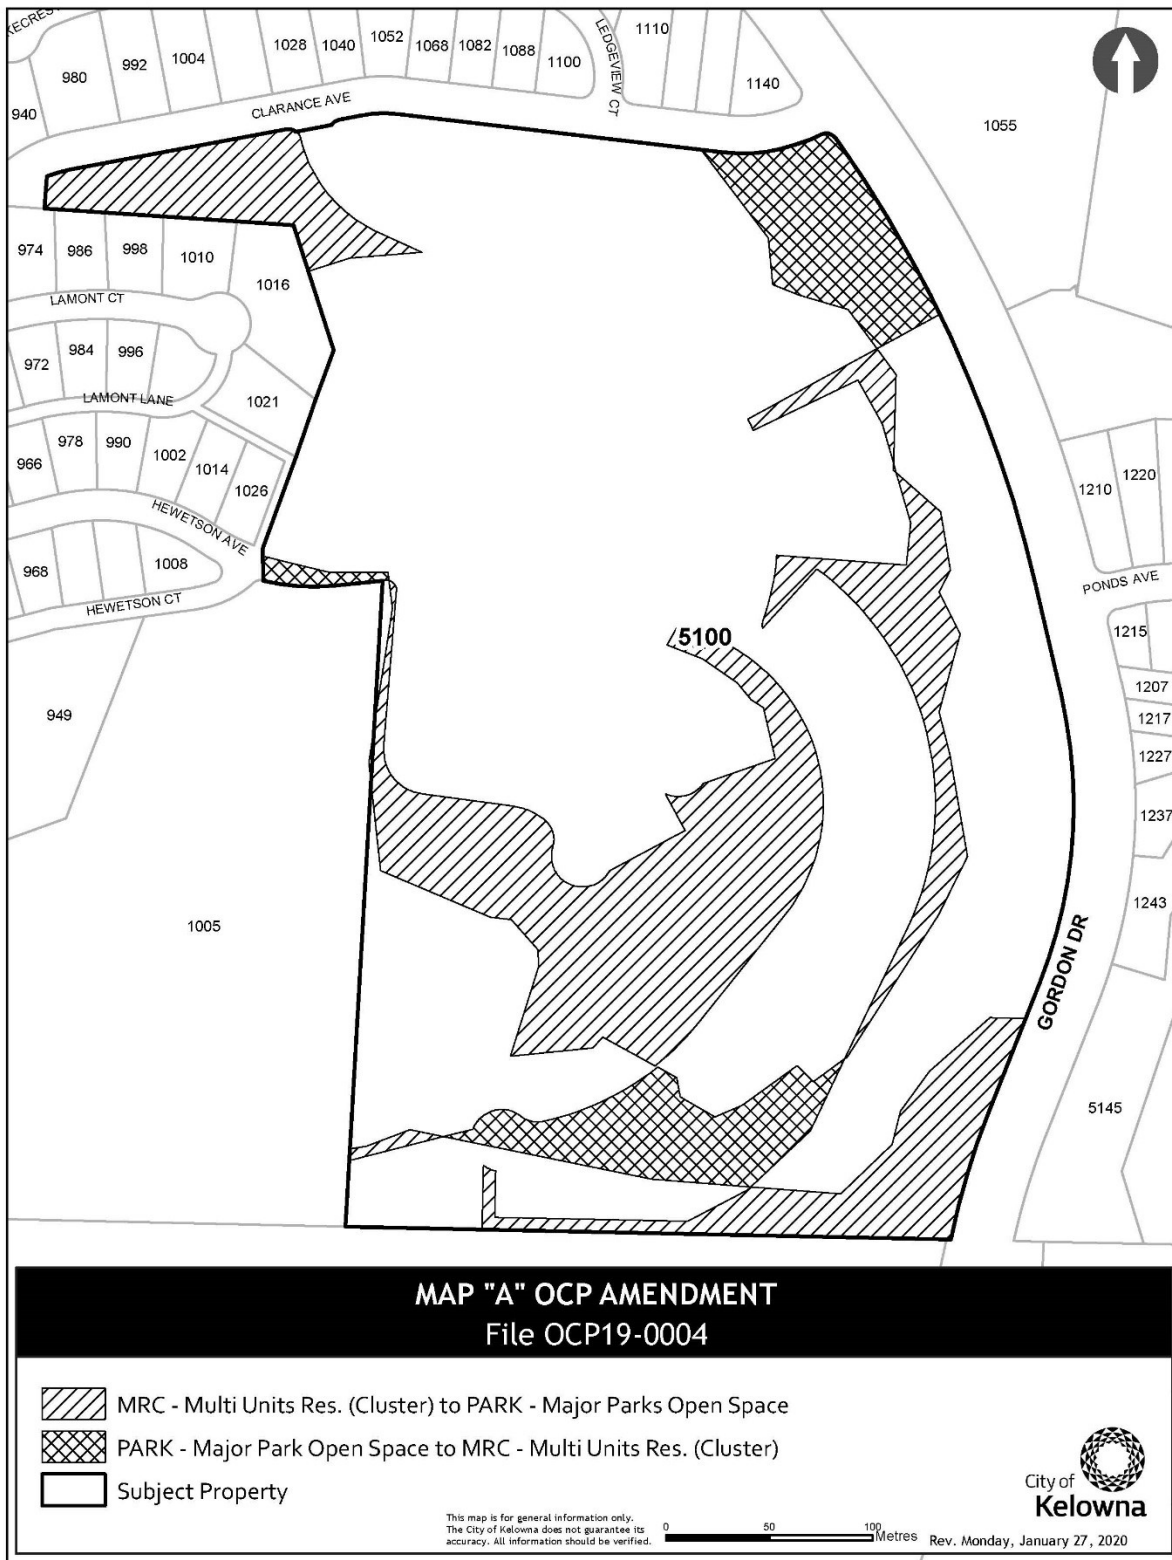 RECRES
980
992
1004
1028
1040
1052
1068
1082
1088
1100
LEDGEVIEW CT
1110
1140
940
CLARANCE AVE
1055
974
986
998
1010
1016
LAMONT CT
972
984
996
LAMONT LANE
1021
966
978
990
1002
1014
1026
HEWETSON AVE
968
1008
HEWETSON CT
1210
1220
PONDS AVE
1215
1207
1217
1227
1237
1243
949
5100
1005
GORDON DR
5145
MAP "A" OCP AMENDMENT
File OCP19-0004
MRC - Multi Units Res. (Cluster) to PARK - Major Parks Open Space
PARK - Major Park Open Space to MRC - Multi Units Res. (Cluster)
Subject Property
This map is for general information only.
The City of Kelowna does not guarantee its
accuracy. All information should be verified.
0 50 100 Metres
City of
Kelowna
Rev. Monday, January 27, 2020